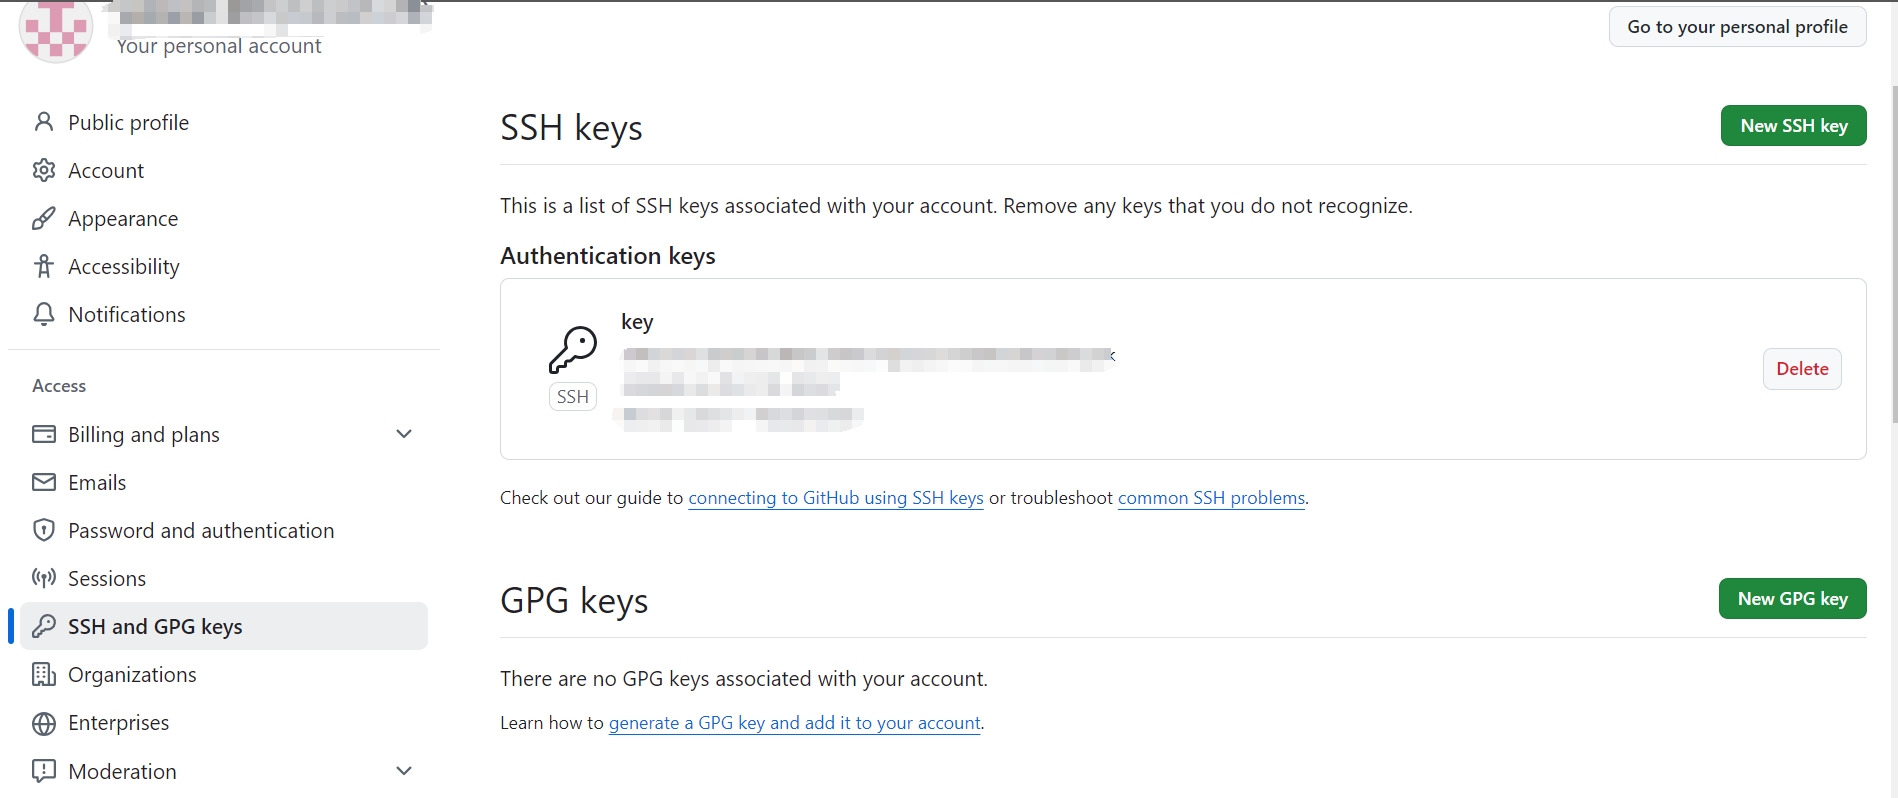 Your personal account
Go to your personal profile
Public profile
Account
Appearance
Accessibility
Notifications
Access
Billing and plans
Emails
Password and authentication
Sessions
SSH and GPG keys
Organizations
Enterprises
Moderation
SSH keys
New SSH key
This is a list of SSH keys associated with your account. Remove any keys that you do not recognize.
Authentication keys
key
SSH
Delete
Check out our guide to connecting to GitHub using SSH keys or troubleshoot common SSH problems.
GPG keys
New GPG key
There are no GPG keys associated with your account.
Learn how to generate a GPG key and add it to your account.